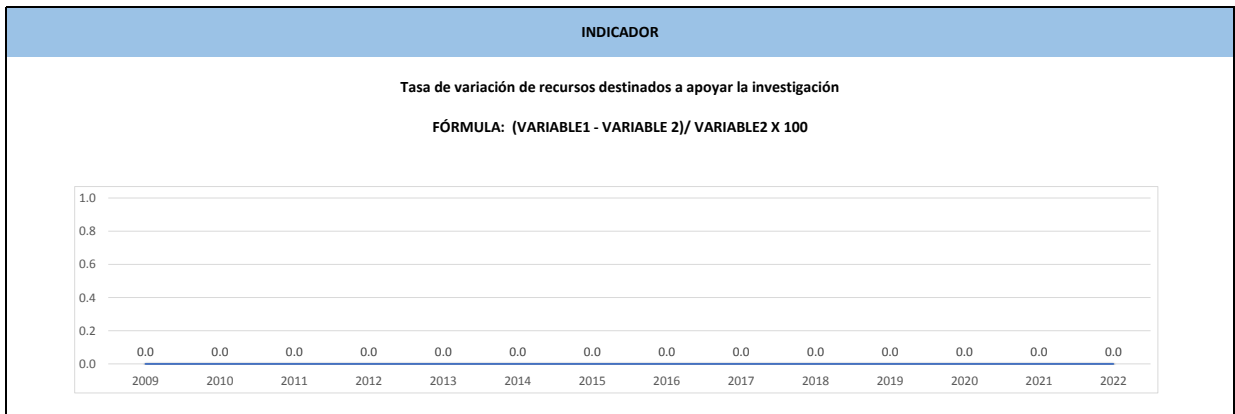 INDICADOR
Tasa de variación de recursos destinados a apoyar la investigación
FÓRMULA: (VARIABLE1 - VARIABLE 2)/ VARIABLE2 X 100
1.0
0.8
0.6
0.4
0.2
0.0
0.0 0.0 0.0 0.0 0.0 0.0 0.0 0.0 0.0 0.0 0.0 0.0 0.0 0.0
2009 2010 2011 2012 2013 2014 2015 2016 2017 2018 2019 2020 2021 2022